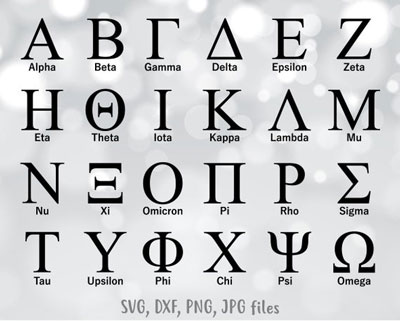 Α Β Γ Δ Ε Ζ
Alpha Beta Gamma Delta Epsilon Zeta
Η Θ Ι Κ Λ Μ
Eta Theta Iota Kappa Lambda Mu
Ν Ξ Ο Π Ρ Σ
Nu Xi Omicron Pi Rho Sigma
Τ Υ Φ Χ Ψ Ω
Tau Upsilon Phi Chi Psi Omega
SVG, DXF, PNG, JPG files